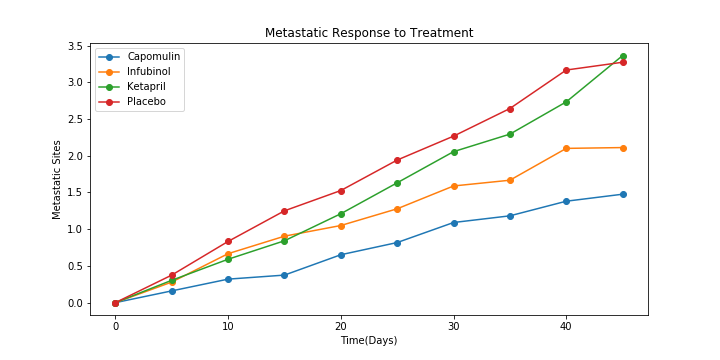 Metastatic Response to Treatment
Capomulin
Infubinol
Ketapril
Placebo
Metastatic Sites
3.5
3.0
2.5
2.0
1.5
1.0
0.5
0.0
0 10 20 30 40
Time(Days)